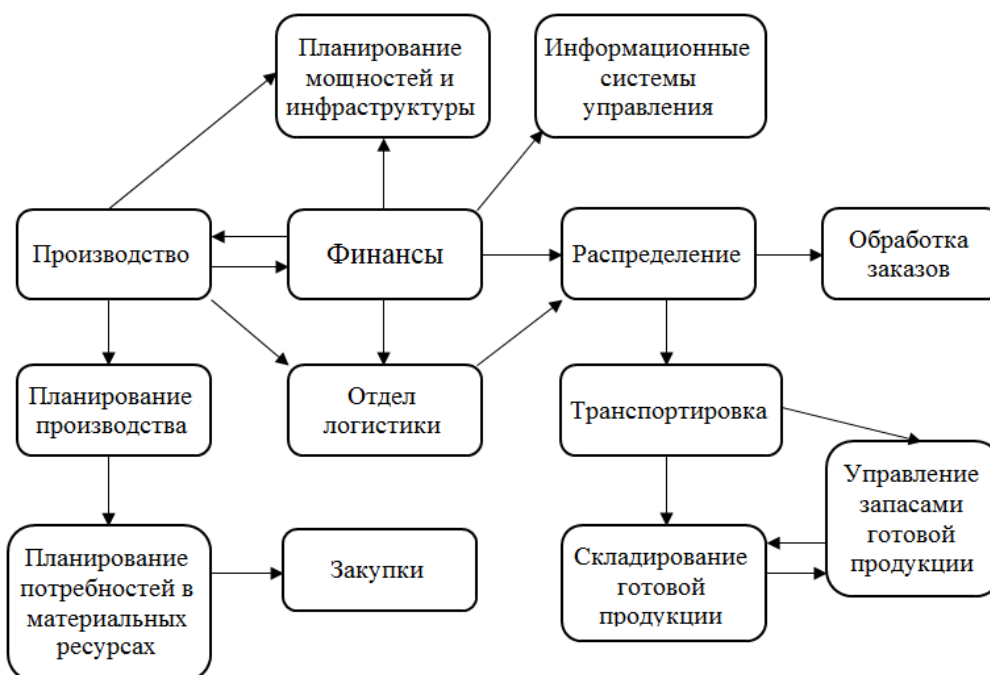 Планирование
мощностей и
инфраструктуры
Информационные
системы
управления
Производство
Финансы
Распределение
Обработка
заказов
Планирование
производства
Отдел
логистики
Транспортировка
Управление
запасами
готовой
продукции
Планирование
потребностей в
материальных
ресурсах
Закупки
Складирование
готовой
продукции